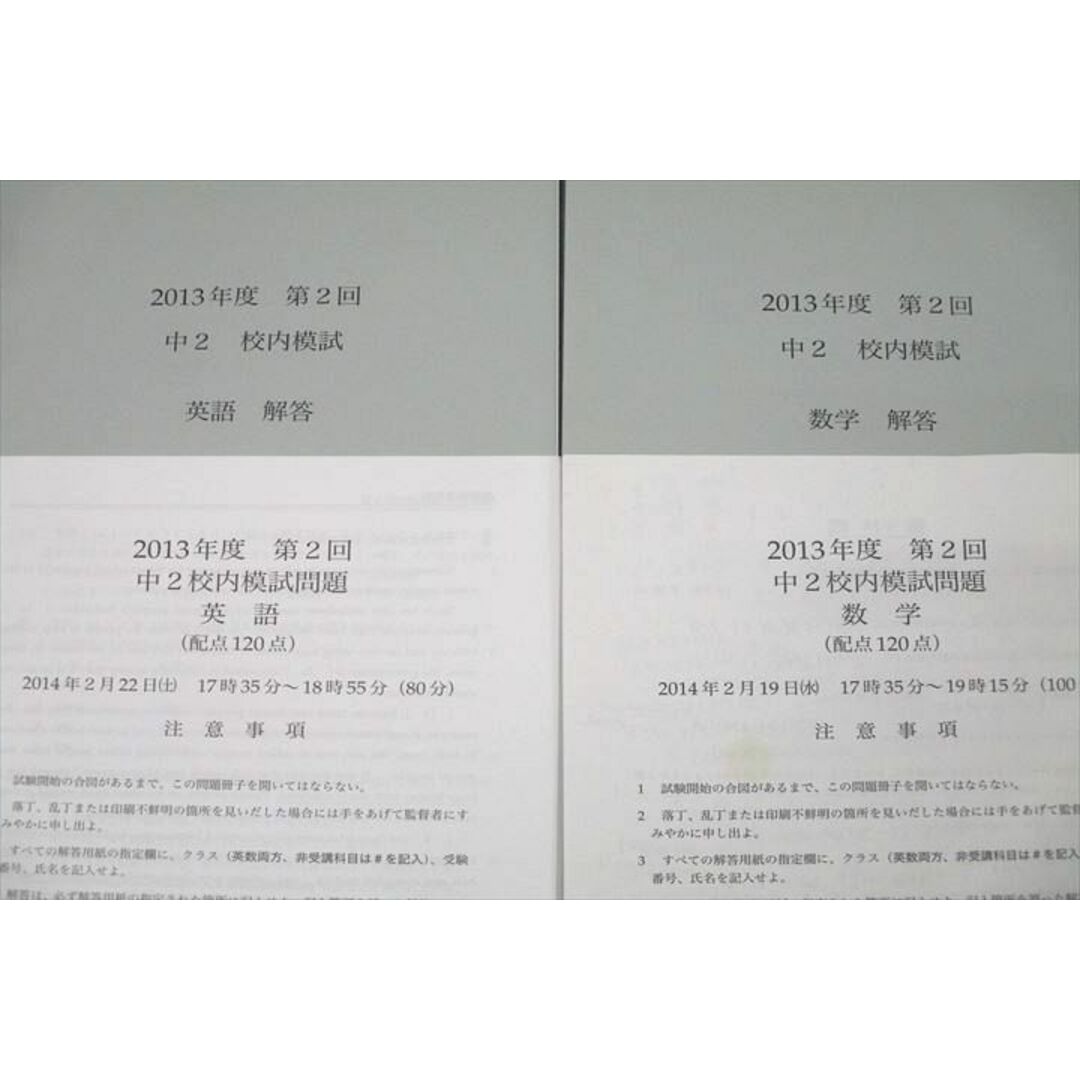 2013年度　第2回
中2　校内模試
英語　解答
2013年度　第2回
中2　校内模試
数学　解答
2013年度　第2回
中2校内模試問題
英　語
（配点120点）
2014年2月22日㈯　17時35分～18時55分（80分）
注　意　事　項
試験開始の合図があるまで、この問題冊子を開いてはならない。
落丁、乱丁または印刷不鮮明の箇所を見いだした場合には手をあげて監督者にす
みやかに申し出よ。
すべての解答用紙の指定欄に、クラス（英数両方、非受講科目は＃を記入）、受験
番号、氏名を記入せよ。
2013年度　第2回
中2校内模試問題
数　学
（配点120点）
2014年2月19日㈬　17時35分～19時15分（100
注　意　事　項
1　試験開始の合図があるまで、この問題冊子を開いてはならない。
2　落丁、乱丁または印刷不鮮明の箇所を見いだした場合には手をあげて監督
みやかに申し出よ。
3　すべての解答用紙の指定欄に、クラス（英数両方、非受講科目は＃を記入
番号、氏名を記入せよ。